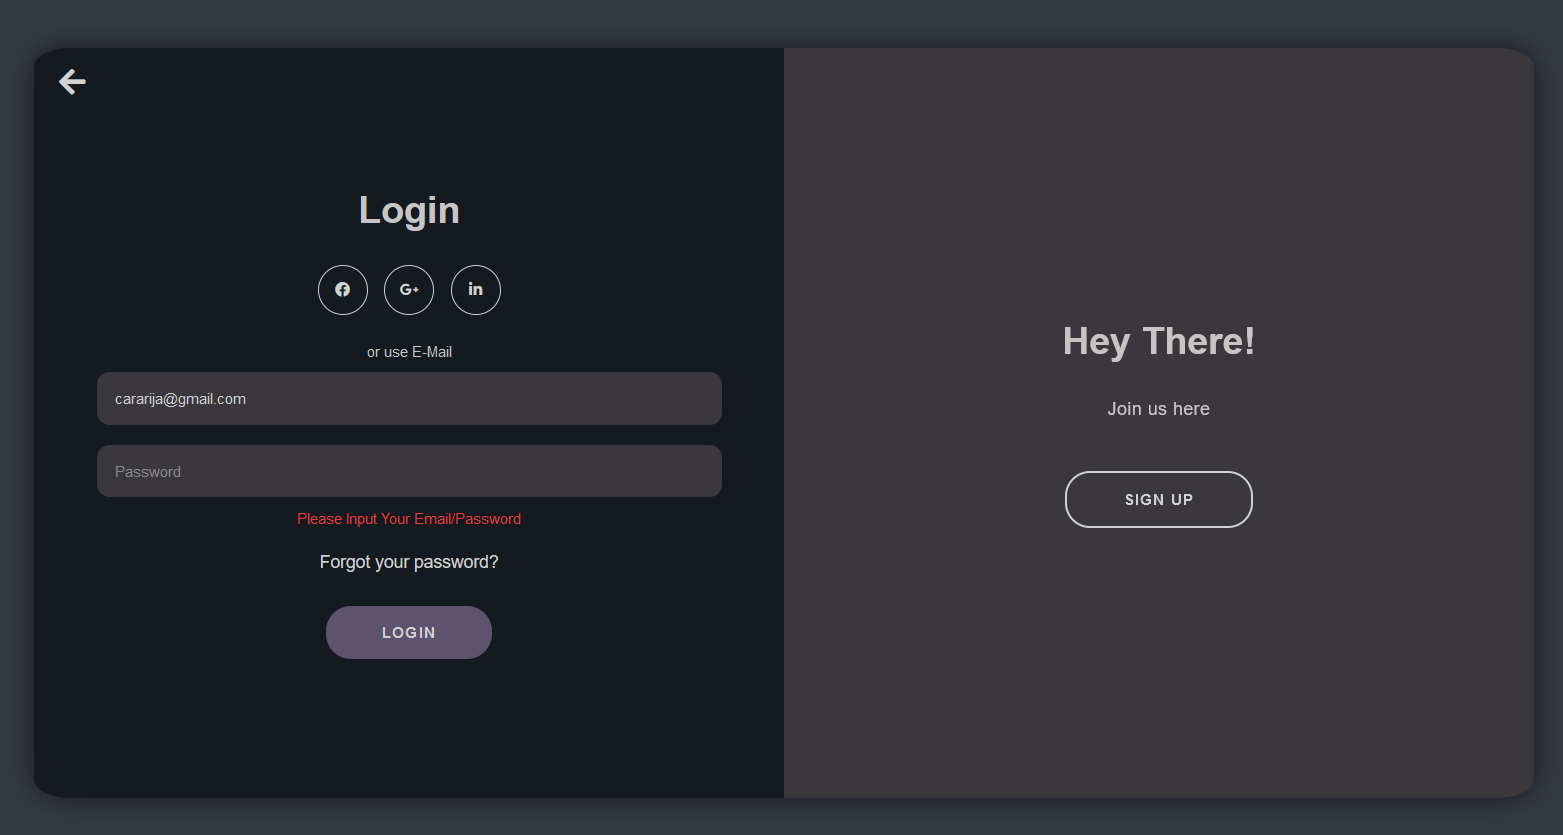 Login
G+
in
or use E-Mail
cararija@gmail.com
Password
Please Input Your Email/Password
Forgot your password?
LOGIN
Hey There!
Join us here
SIGN UP